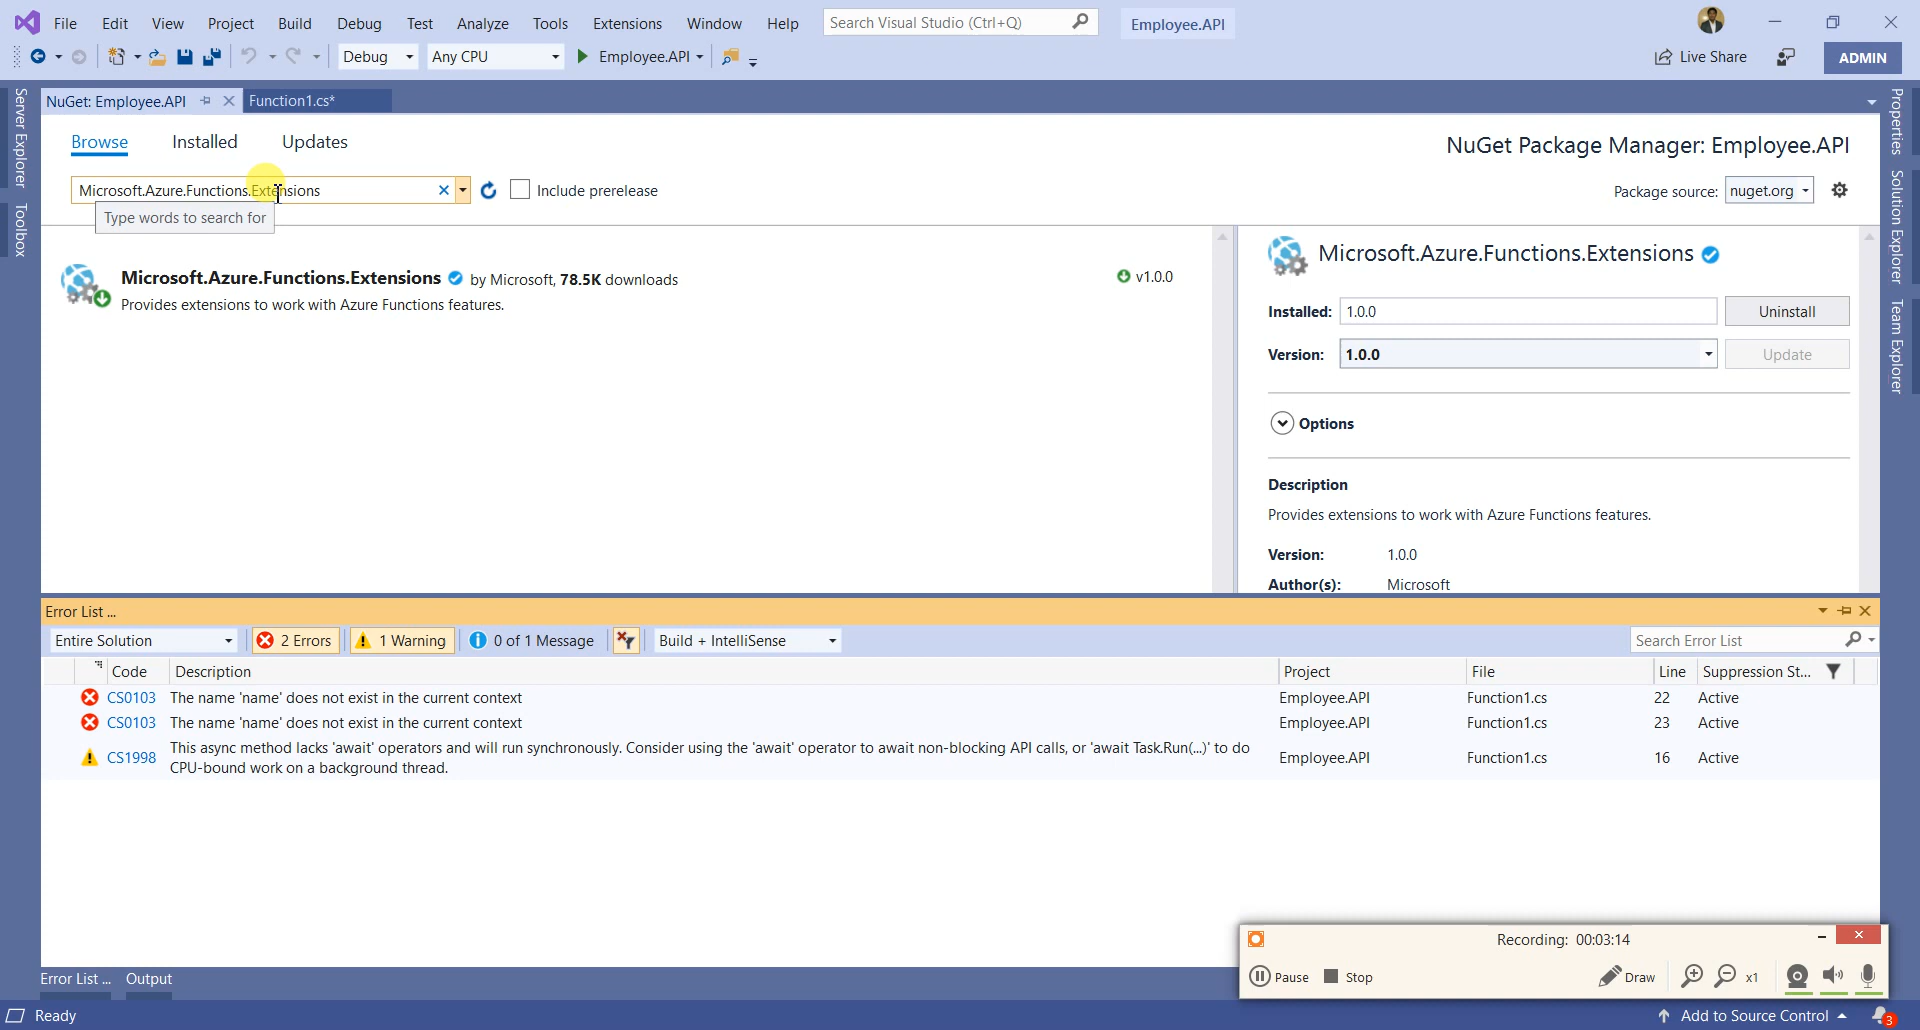 File Edit View Project Build Debug Test Analyze Tools Extensions Window Help Search Visual Studio (Ctrl+Q) Employee.API
Debug Any CPU Employee.API Live Share ADMIN
Server Explorer
Toolbox
NuGet: Employee.API Function1.cs*
Properties
Solution Explorer
Team Explorer
Browse Installed Updates NuGet Package Manager: Employee.API
Microsoft.Azure.Functions.Extensions Include prerelease Package source: nuget.org
Type words to search for
Microsoft.Azure.Functions.Extensions by Microsoft, 78.5K downloads v1.0.0
Provides extensions to work with Azure Functions features.
Microsoft.Azure.Functions.Extensions
Installed: 1.0.0 Uninstall
Version: 1.0.0 Update
Options
Description
Provides extensions to work with Azure Functions features.
Version: 1.0.0
Author(s): Microsoft
Error List ...
Entire Solution 2 Errors 1 Warning 0 of 1 Message Build + IntelliSense Search Error List
Code Description Project File Line Suppression St...
CS0103 The name 'name' does not exist in the current context Employee.API Function1.cs 22 Active
CS0103 The name 'name' does not exist in the current context Employee.API Function1.cs 23 Active
CS1998 This async method lacks 'await' operators and will run synchronously. Consider using the 'await' operator to await non-blocking API calls, or 'await Task.Run(...)' to do Employee.API Function1.cs 16 Active
CPU-bound work on a background thread.
Recording: 00:03:14
Pause Stop Draw x1
Error List ... Output
Ready Add to Source Control 3